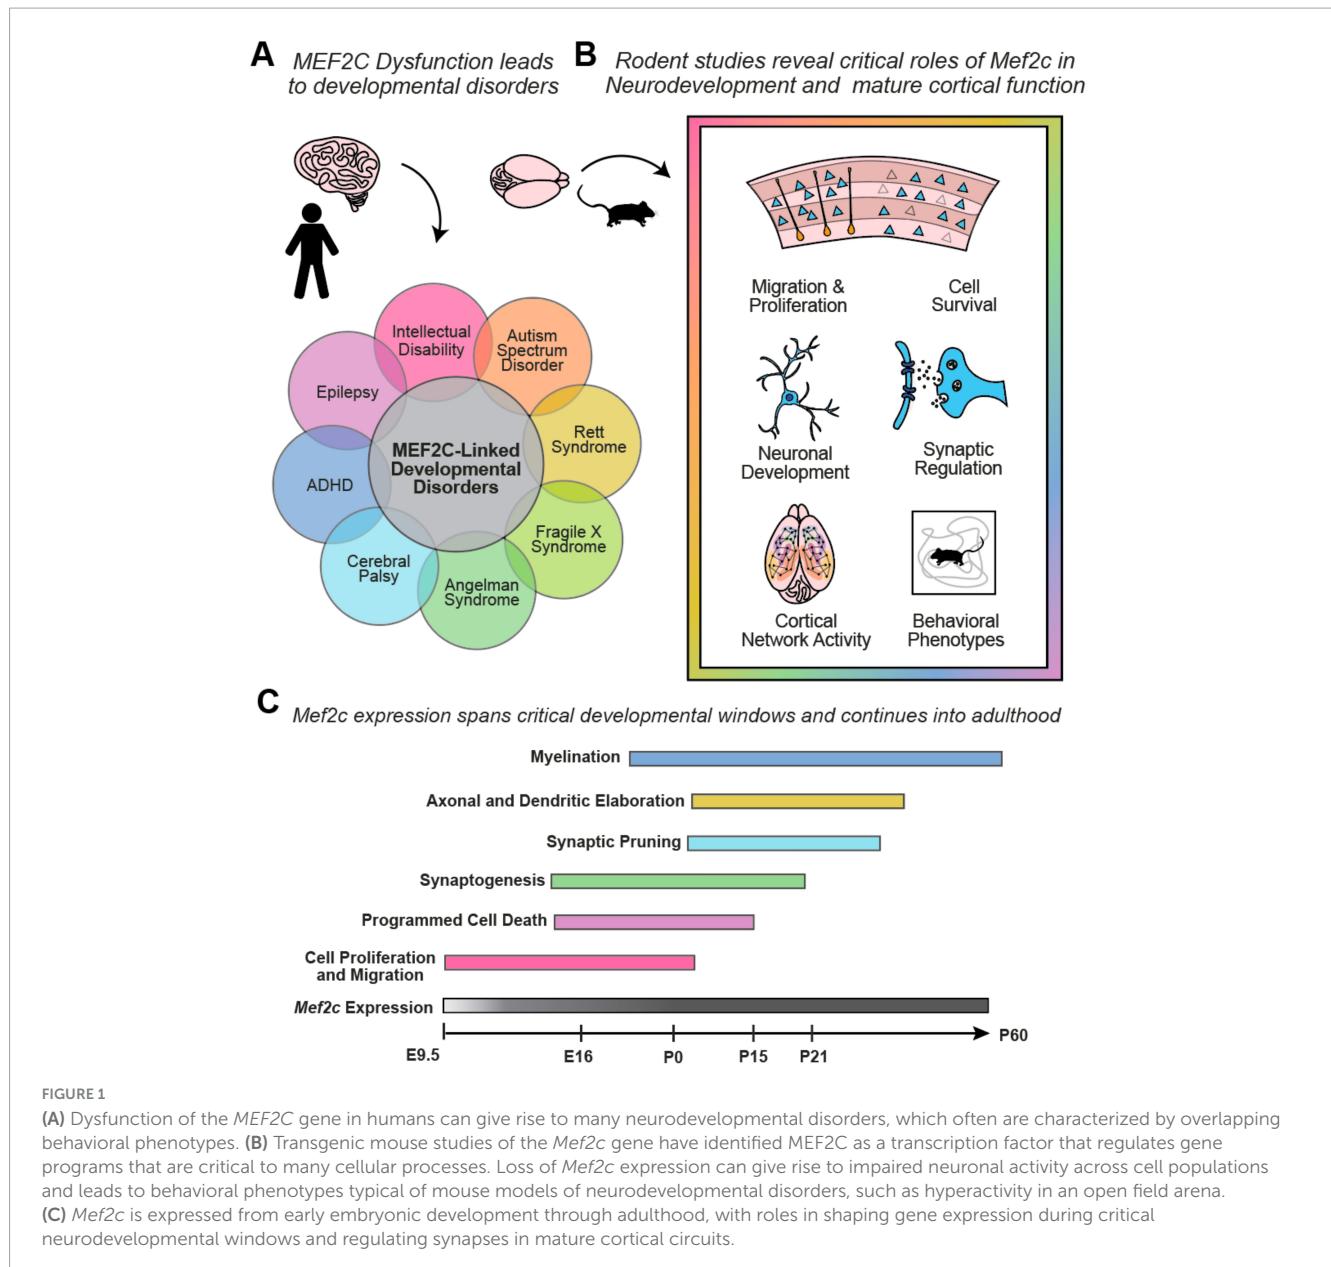 A
MEF2C Dysfunction leads
to developmental disorders
B
Rodent studies reveal critical roles of Mef2c in
Neurodevelopment and mature cortical function
Intellectual
Disability
Autism
Spectrum
Disorder
Epilepsy
Rett
Syndrome
MEF2C-Linked
Developmental
Disorders
ADHD
Fragile X
Syndrome
Cerebral
Palsy
Angelman
Syndrome
Migration &
Proliferation
Cell
Survival
Neuronal
Development
Synaptic
Regulation
Cortical
Network Activity
Behavioral
Phenotypes
C
Mef2c expression spans critical developmental windows and continues into adulthood
Myelination
Axonal and Dendritic Elaboration
Synaptic Pruning
Synaptogenesis
Programmed Cell Death
Cell Proliferation
and Migration
Mef2c Expression
E9.5
E16
P0
P15
P21
P60
FIGURE 1
(A) Dysfunction of the MEF2C gene in humans can give rise to many neurodevelopmental disorders, which often are characterized by overlapping
behavioral phenotypes. (B) Transgenic mouse studies of the Mef2c gene have identified MEF2C as a transcription factor that regulates gene
programs that are critical to many cellular processes. Loss of Mef2c expression can give rise to impaired neuronal activity across cell populations
and leads to behavioral phenotypes typical of mouse models of neurodevelopmental disorders, such as hyperactivity in an open field arena.
(C) Mef2c is expressed from early embryonic development through adulthood, with roles in shaping gene expression during critical
neurodevelopmental windows and regulating synapses in mature cortical circuits.